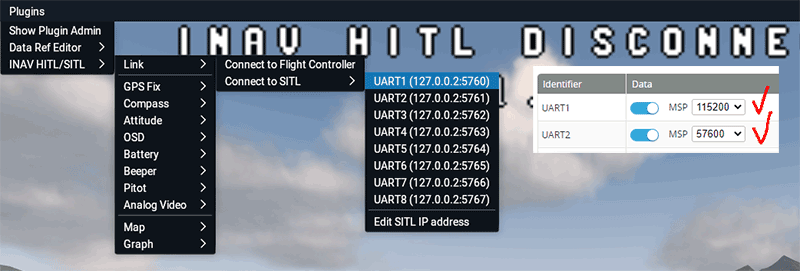 Plugins
INAV HITL DISCONNE
Show Plugin Admin
Data Ref Editor
INAV HITL/SITL
Link
GPS Fix
Compass
Attitude
OSD
Battery
Beeper
Pitot
Analog Video
Map
Graph
Connect to Flight Controller
Connect to SITL
UART1 (127.0.0.2:5760)
UART2 (127.0.0.2:5761)
UART3 (127.0.0.2:5762)
UART4 (127.0.0.2:5763)
UART5 (127.0.0.2:5764)
UART6 (127.0.0.2:5765)
UART7 (127.0.0.2:5766)
UART8 (127.0.0.2:5767)
Edit SITL IP address
Identifier Data
UART1 MSP 115200
UART2 MSP 57600